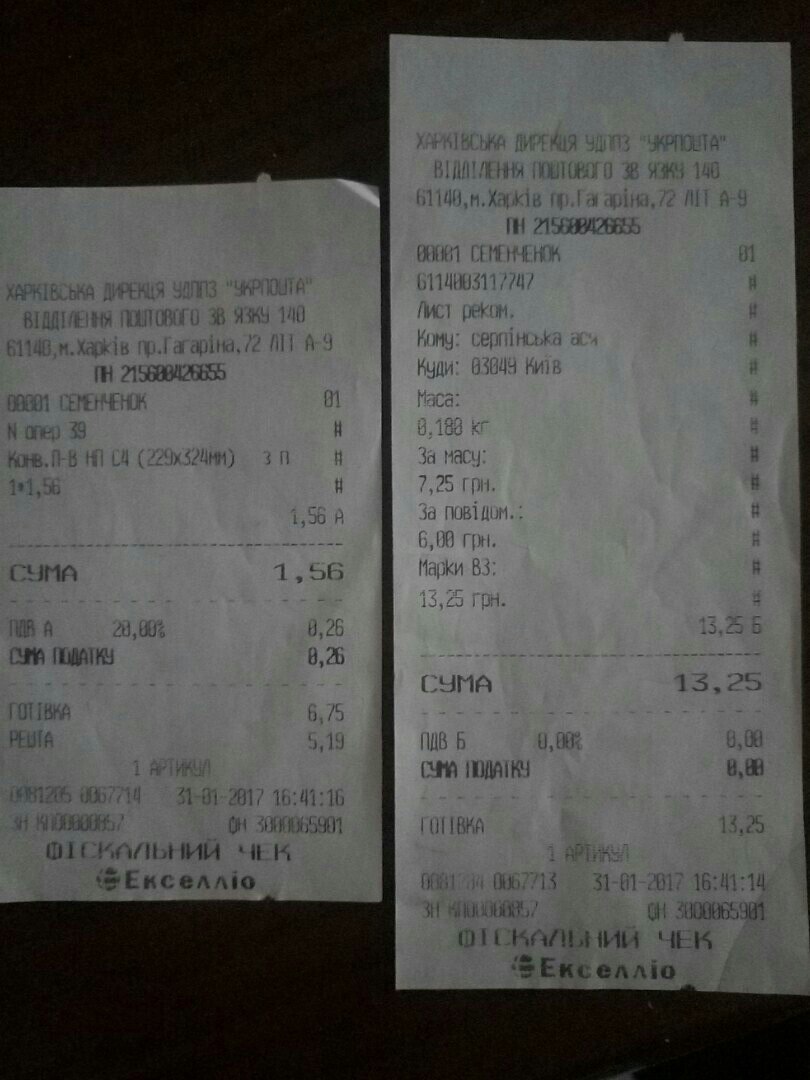 ХАРКІВСЬКА ДИРЕКЦІЯ УДППЗ "УКРПОШТА"
ВІДДІЛЕННЯ ПОШТОВОГО ЗВ ЯЗКУ 140
61140,м.Харків пр.Гагаріна,72 ЛІТ А-9
ПН 215600426655
00001 СЕМЕНЧЕНОК 01
N опер 39 #
Конв.П-В НП С4 (229х324мм) З П #
1*1,56 #
1,56 А
СУМА 1,56
ПДВ А 20,00% 0,26
СУМА ПОДАТКУ 0,26
ГОТІВКА 6,75
РЕШТА 5,19
1 АРТИКУЛ
0081205 0067714 31-01-2017 16:41:16
ЗН КП00000857 ФН 3000065901
ФІСКАЛЬНИЙ ЧЕК
Екселліо
ХАРКІВСЬКА ДИРЕКЦІЯ УДППЗ "УКРПОШТА"
ВІДДІЛЕННЯ ПОШТОВОГО ЗВ ЯЗКУ 140
61140,м.Харків пр.Гагаріна,72 ЛІТ А-9
ПН 215600426655
00001 СЕМЕНЧЕНОК 01
6114003117747 #
Лист реком. #
Кому: серпінська ася #
Куди: 03049 Київ #
Маса: #
0,180 кг #
За масу: #
7,25 грн. #
За повідом.: #
6,00 грн. #
Марки ВЗ: #
13,25 грн. #
13,25 Б
СУМА 13,25
ПДВ Б 0,00% 0,00
СУМА ПОДАТКУ 0,00
ГОТІВКА 13,25
1 АРТИКУЛ
0067713 31-01-2017 16:41:14
ФН 3000065901
ФІСКАЛЬНИЙ ЧЕК
Екселліо